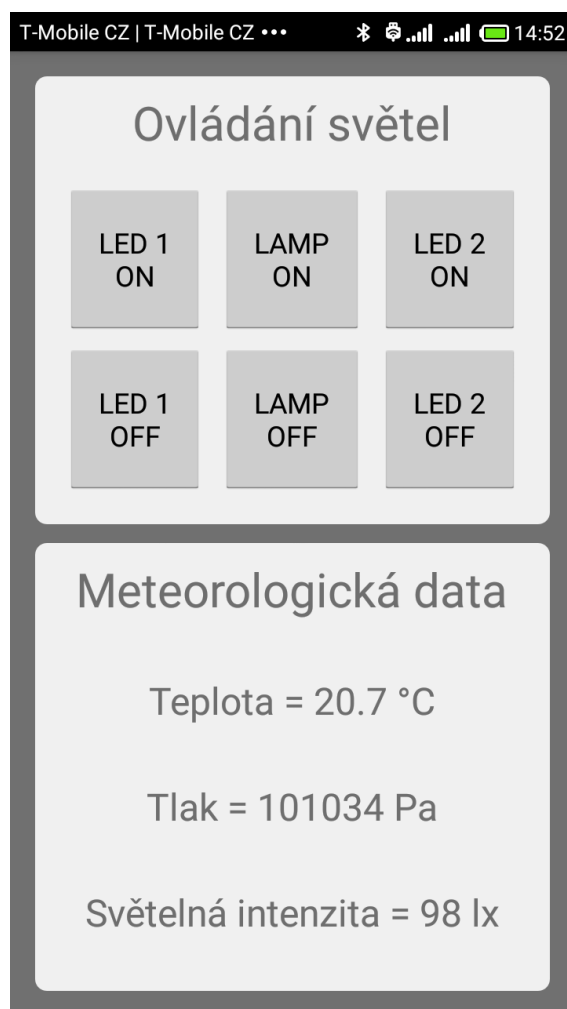 T-Mobile CZ | T-Mobile CZ ••• 14:52
Ovládání světel
LED 1 ON
LAMP ON
LED 2 ON
LED 1 OFF
LAMP OFF
LED 2 OFF
Meteorologická data
Teplota = 20.7 °C
Tlak = 101034 Pa
Světelná intenzita = 98 lx